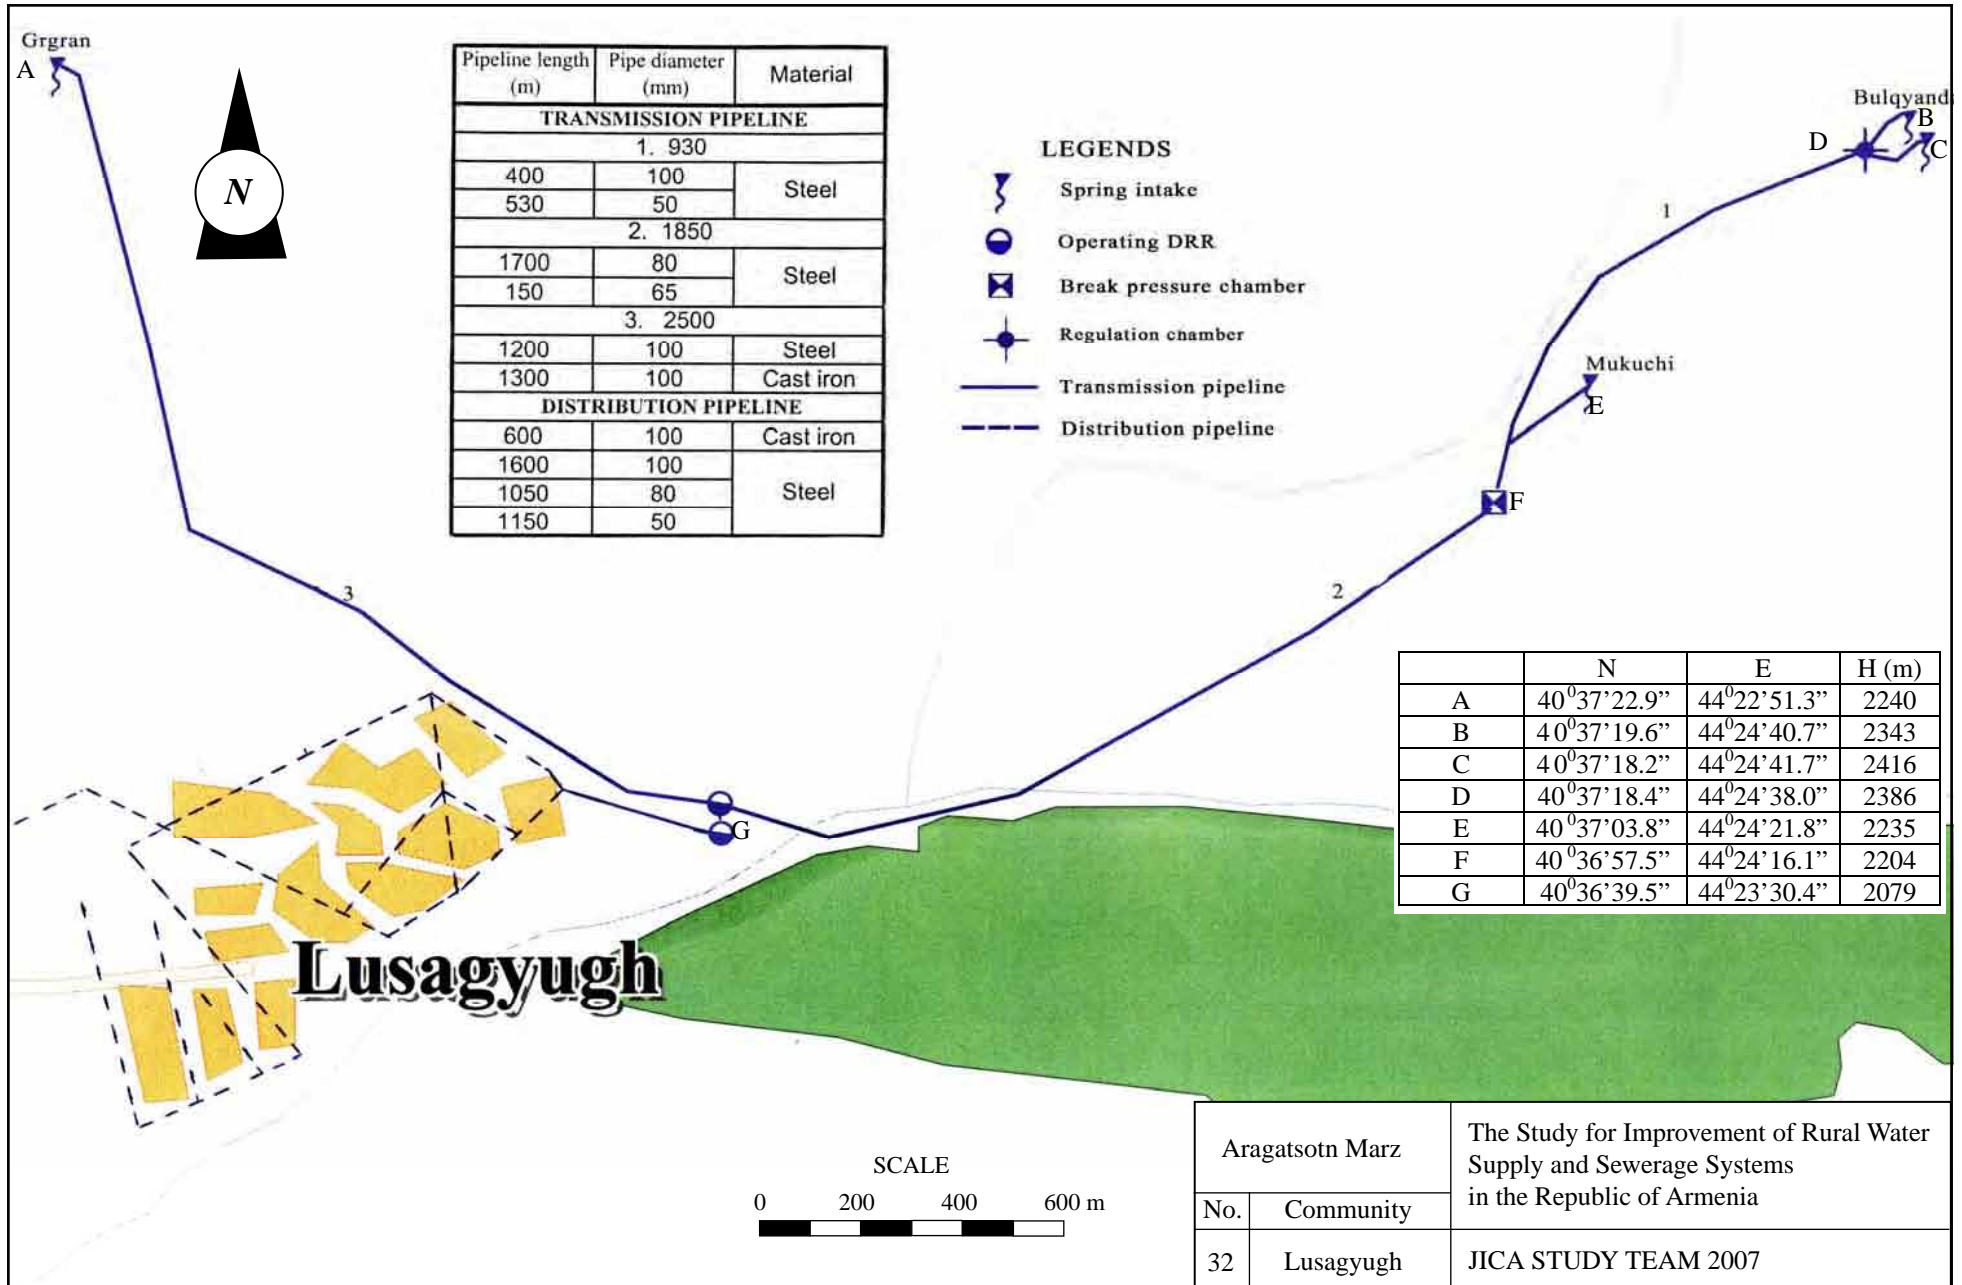 Grgran
A
N
Pipeline length (m) Pipe diameter (mm) Material
TRANSMISSION PIPELINE
1. 930
400 100 Steel
530 50
2. 1850
1700 80 Steel
150 65
3. 2500
1200 100 Steel
1300 100 Cast iron
DISTRIBUTION PIPELINE
600 100 Cast iron
1600 100 Steel
1050 80
1150 50
LEGENDS
Spring intake
Operating DRR
Break pressure chamber
Regulation chamber
Transmission pipeline
Distribution pipeline
Bulqyand
B
D
C
1
Mukuchi
E
F
2
3
G
N E H (m)
A 40⁰37’22.9” 44⁰22’51.3” 2240
B 40⁰37’19.6” 44⁰24’40.7” 2343
C 40⁰37’18.2” 44⁰24’41.7” 2416
D 40⁰37’18.4” 44⁰24’38.0” 2386
E 40⁰37’03.8” 44⁰24’21.8” 2235
F 40⁰36’57.5” 44⁰24’16.1” 2204
G 40⁰36’39.5” 44⁰23’30.4” 2079
Lusagyugh
SCALE
0 200 400 600 m
Aragatsotn Marz
The Study for Improvement of Rural Water
Supply and Sewerage Systems
in the Republic of Armenia
No. Community
32 Lusagyugh
JICA STUDY TEAM 2007